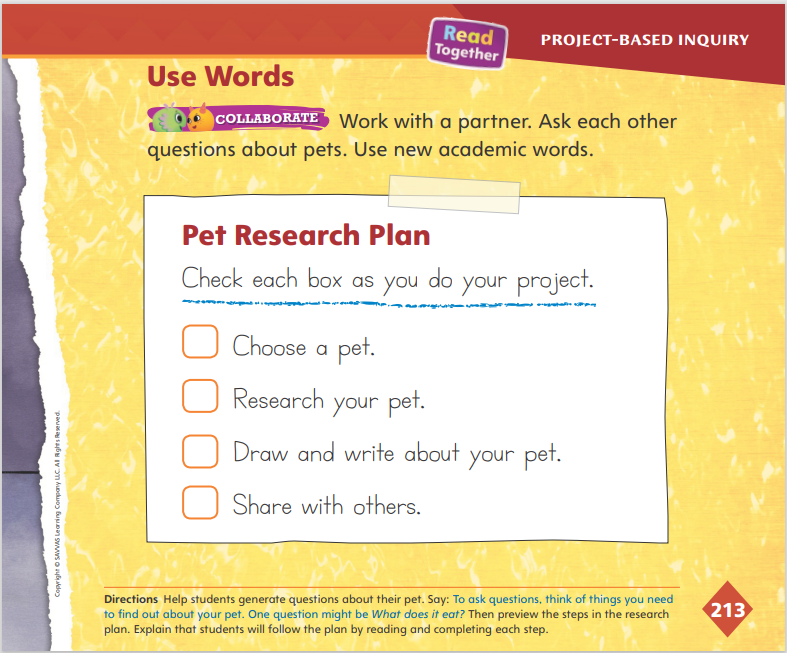 Read
Together
PROJECT-BASED INQUIRY
Use Words
COLLABORATE Work with a partner. Ask each other
questions about pets. Use new academic words.
Pet Research Plan
Check each box as you do your project.
Choose a pet.
Research your pet.
Draw and write about your pet.
Share with others.
Copyright © SAVVAS Learning Company LLC. All Rights Reserved.
Directions Help students generate questions about their pet. Say: To ask questions, think of things you need
to find out about your pet. One question might be What does it eat? Then preview the steps in the research
plan. Explain that students will follow the plan by reading and completing each step.
213